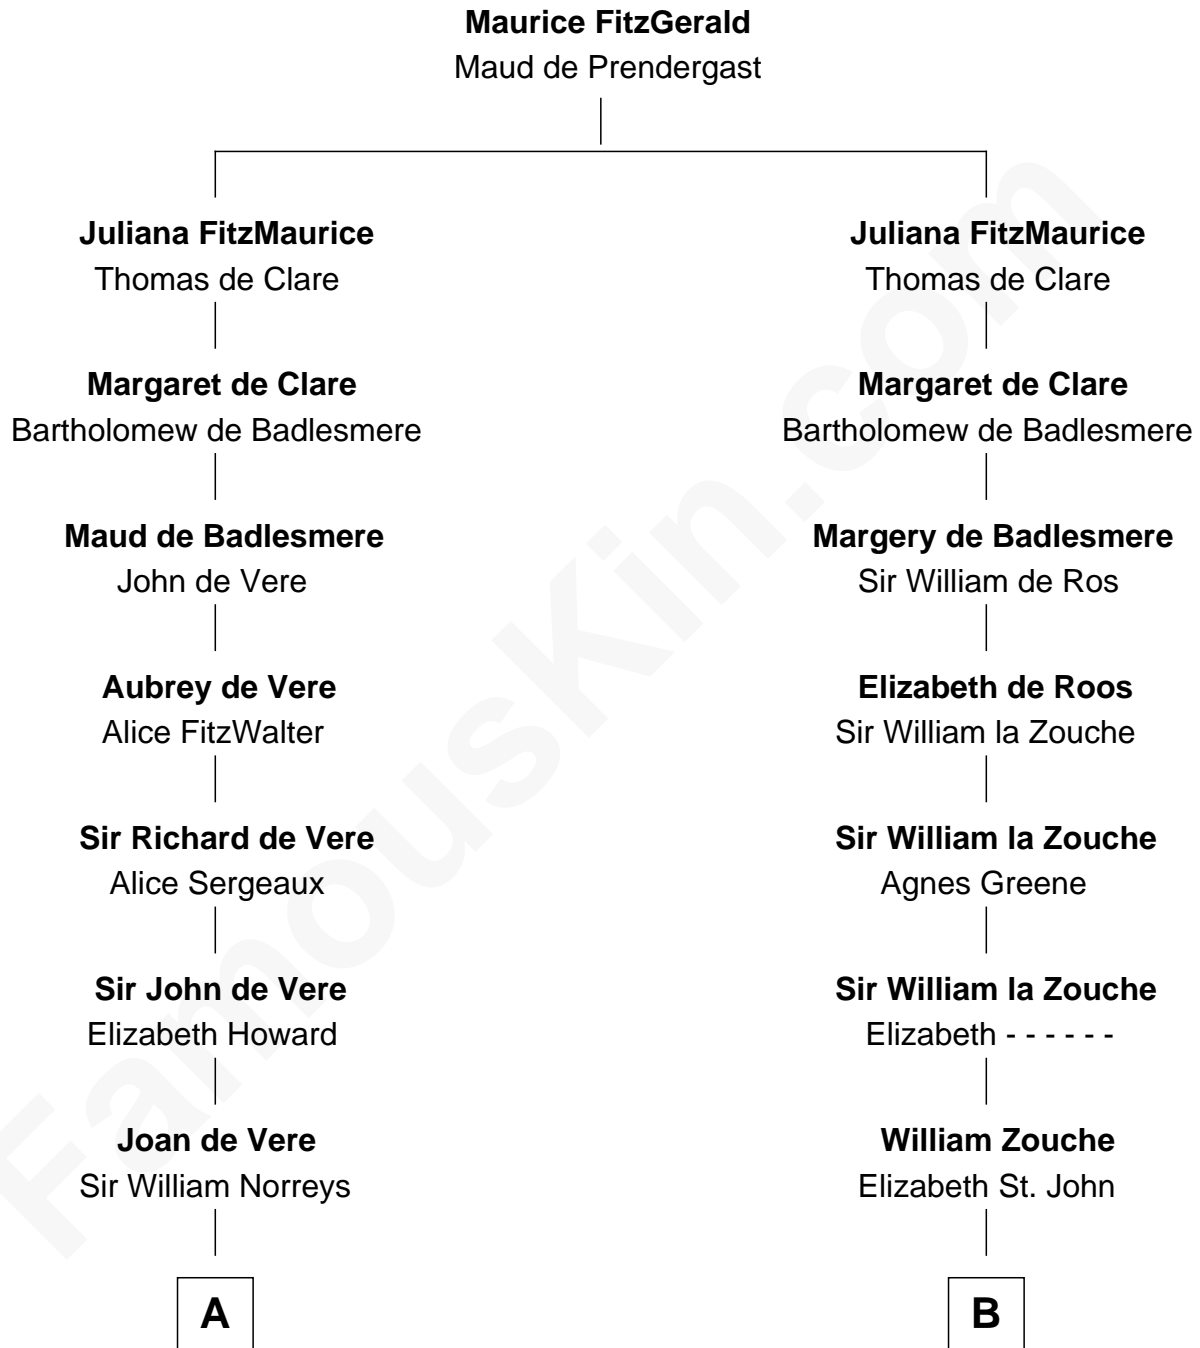 Maurice FitzGerald
Maud de Prendergast
Juliana FitzMaurice
Thomas de Clare
Margaret de Clare
Bartholomew de Badlesmere
Maud de Badlesmere
John de Vere
Aubrey de Vere
Alice FitzWalter
Sir Richard de Vere
Alice Sergeaux
Sir John de Vere
Elizabeth Howard
Joan de Vere
Sir William Norreys
A
Juliana FitzMaurice
Thomas de Clare
Margaret de Clare
Bartholomew de Badlesmere
Margery de Badlesmere
Sir William de Ros
Elizabeth de Roos
Sir William la Zouche
Sir William la Zouche
Agnes Greene
Sir William la Zouche
Elizabeth - - - - - -
William Zouche
Elizabeth St. John
B
FamousKin.com